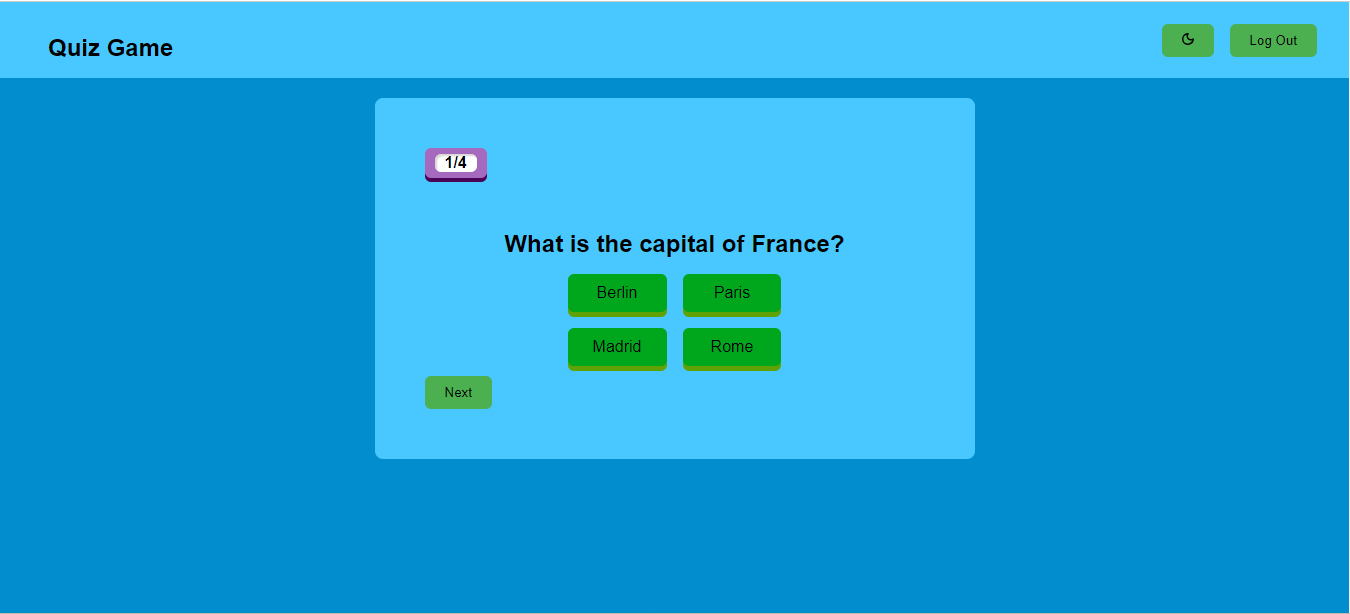 Quiz Game
Log Out
1/4
What is the capital of France?
Berlin Paris
Madrid Rome
Next